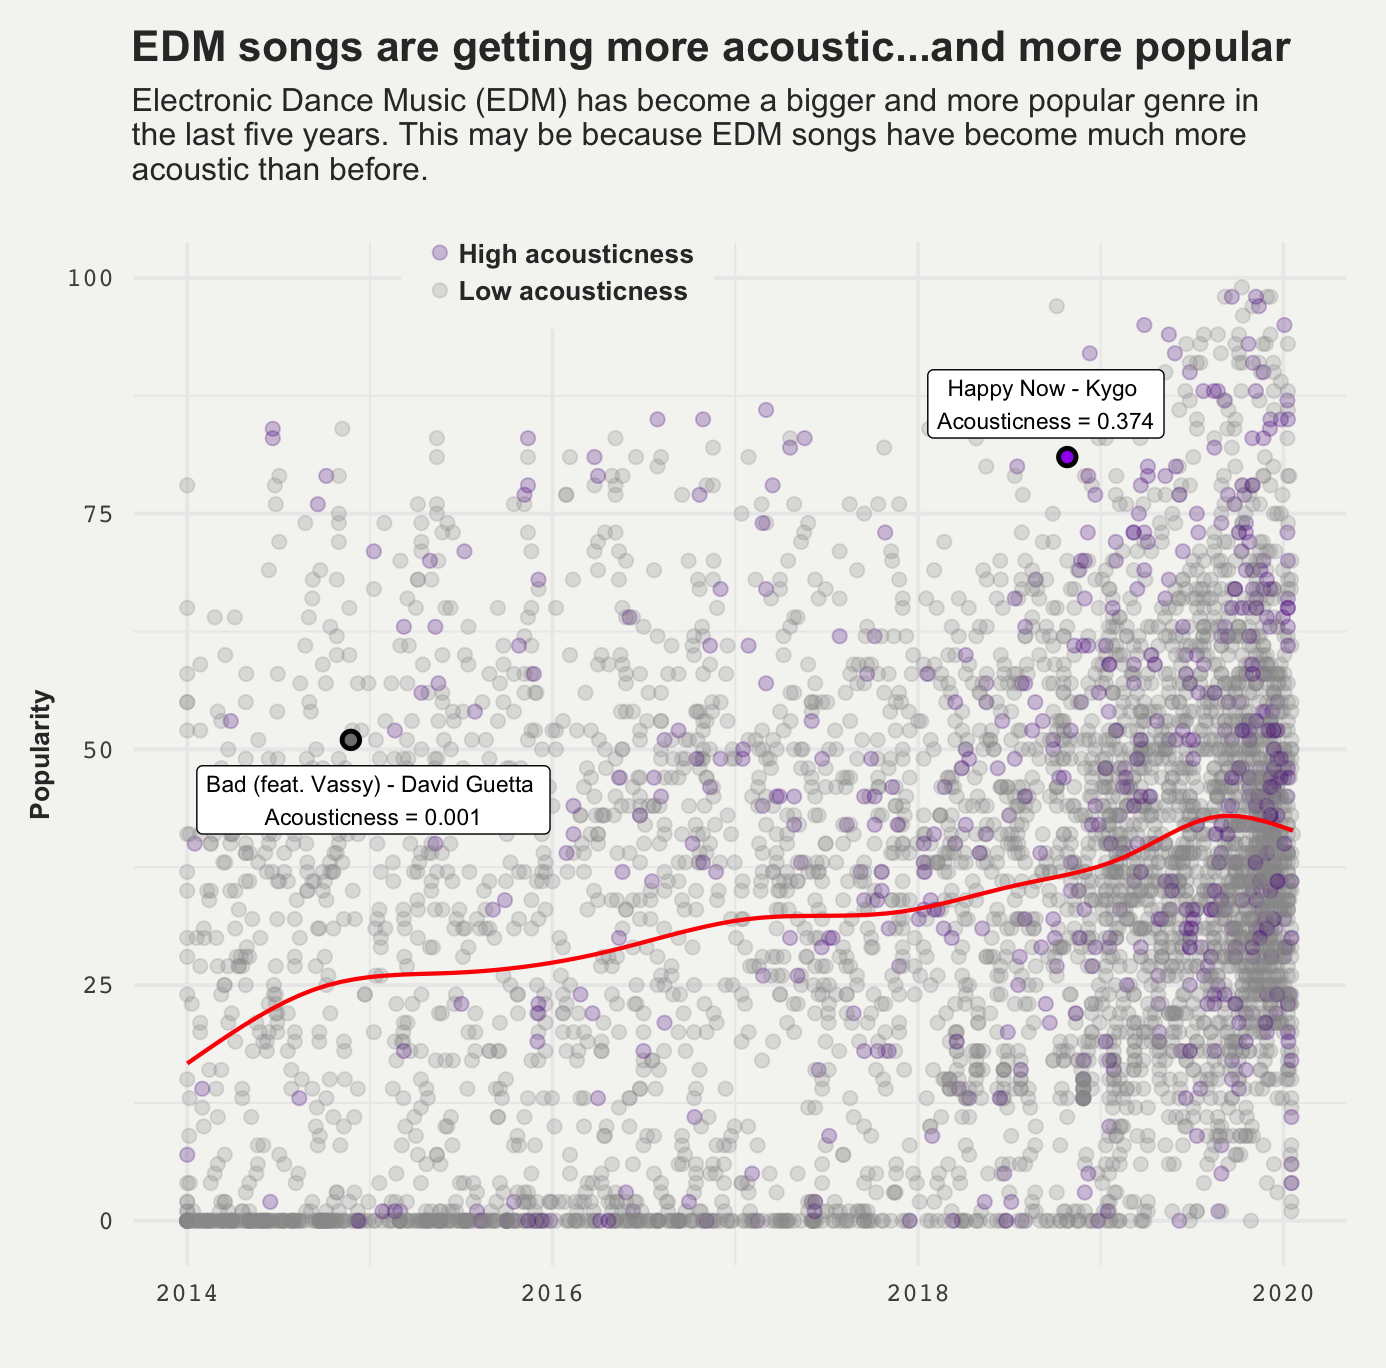 EDM songs are getting more acoustic...and more popular
Electronic Dance Music (EDM) has become a bigger and more popular genre in
the last five years. This may be because EDM songs have become much more
acoustic than before.
High acousticness
Low acousticness
100
75
50
25
0
Popularity
Happy Now - Kygo
Acousticness = 0.374
Bad (feat. Vassy) - David Guetta
Acousticness = 0.001
2014
2016
2018
2020